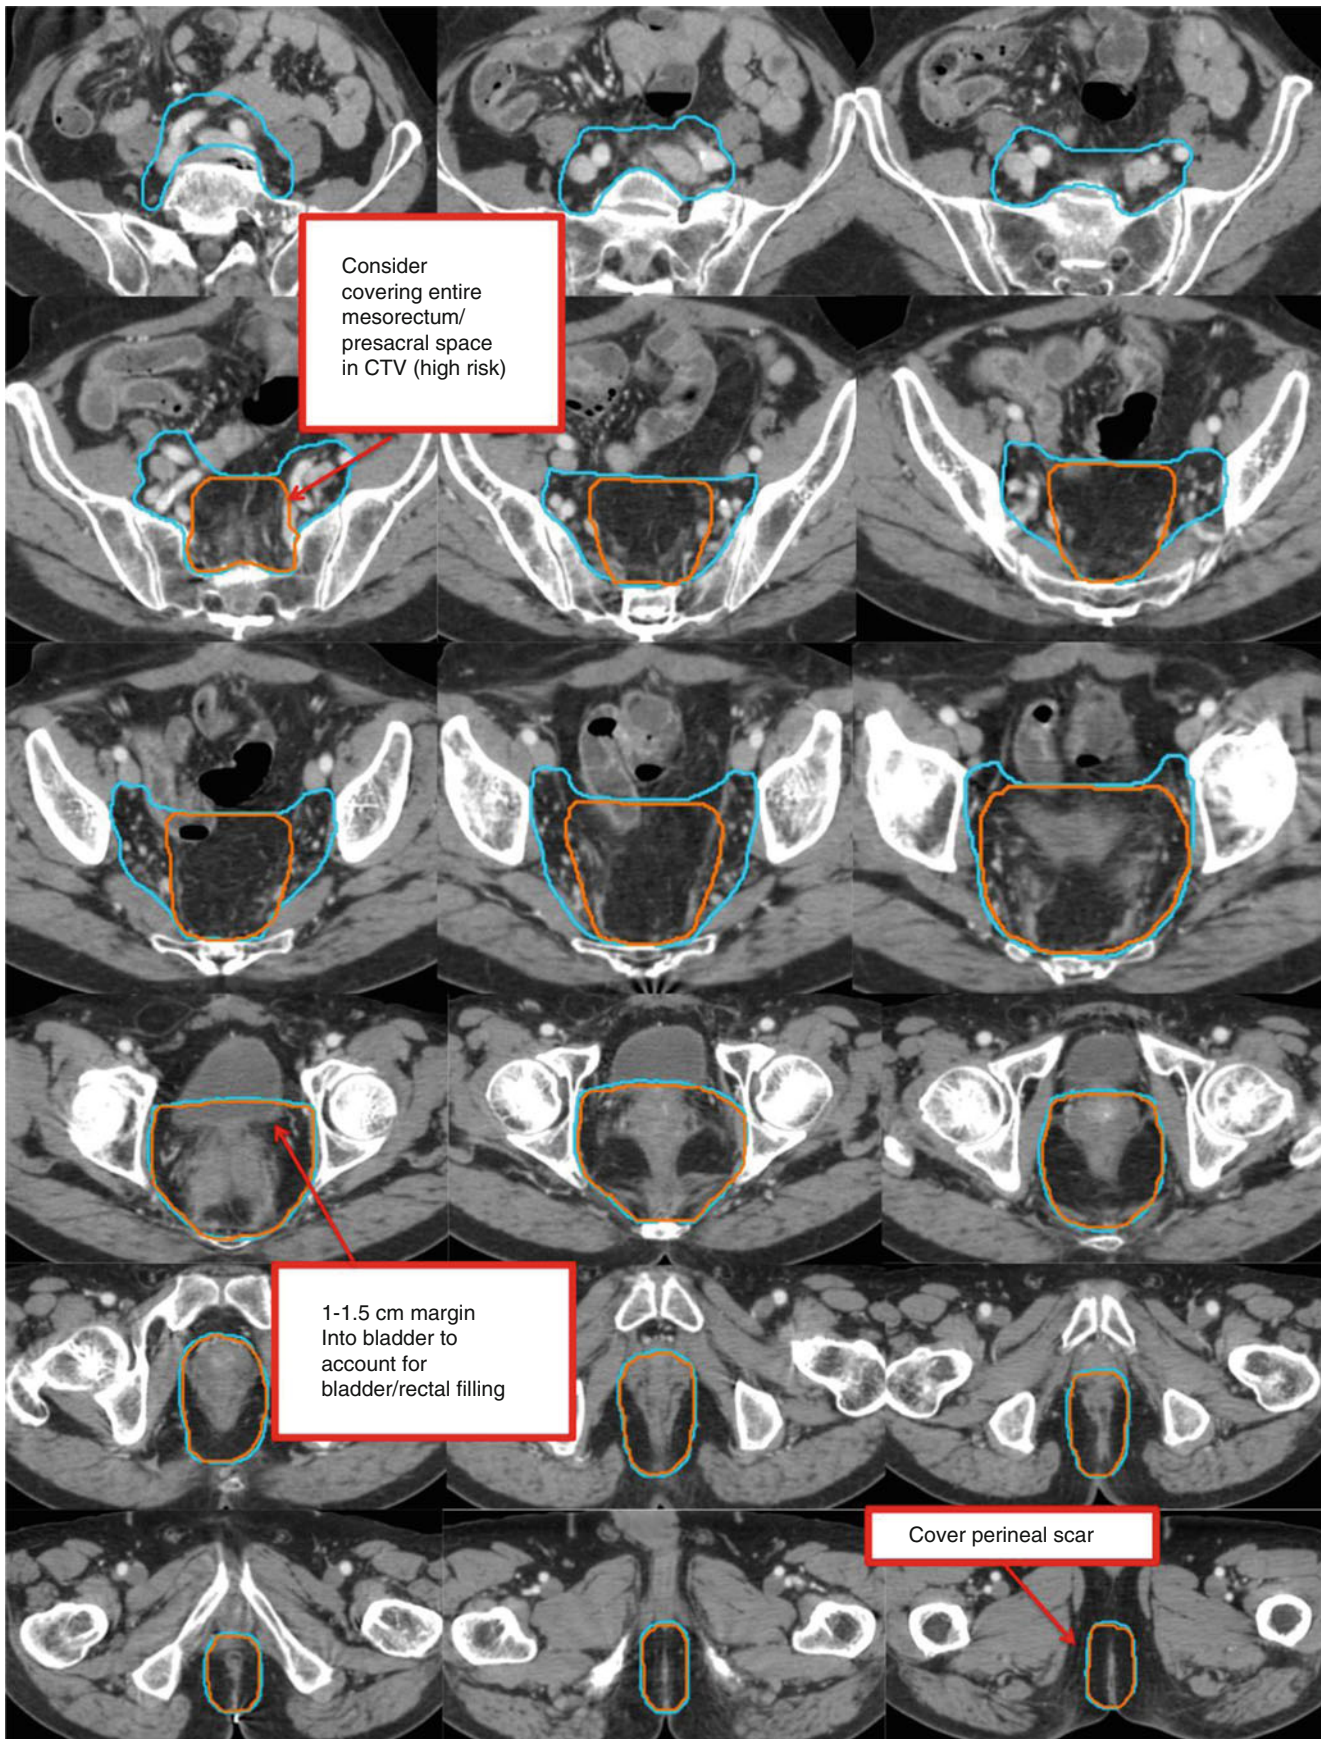 Consider
covering entire
mesorectum/
presacral space
in CTV (high risk)
1-1.5 cm margin
Into bladder to
account for
bladder/rectal filling
Cover perineal scar